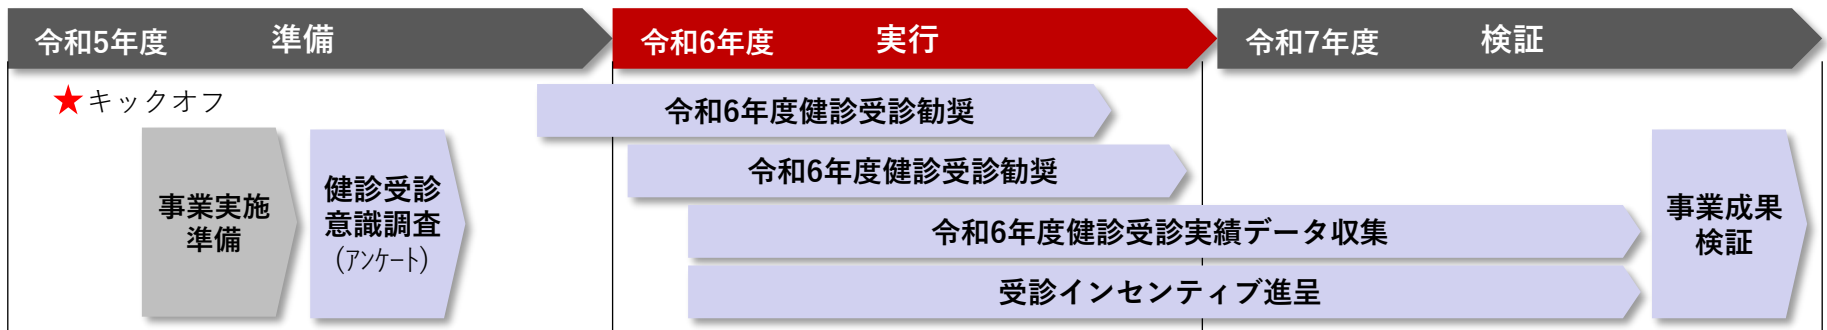 令和5年度 準備
令和6年度 実行
令和7年度 検証
★キックオフ
事業実施
準備
健診受診
意識調査
(ｱﾝｹｰﾄ)
令和6年度健診受診勧奨
令和6年度健診受診勧奨
令和6年度健診受診実績データ収集
受診インセンティブ進呈
事業成果
検証